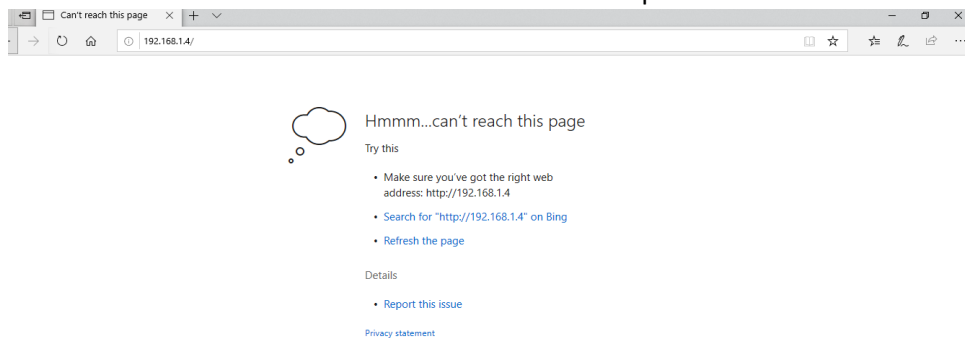 Can't reach this page
192.168.1.4/
Hmmm...can't reach this page
Try this
• Make sure you've got the right web
address: http://192.168.1.4
• Search for "http://192.168.1.4" on Bing
• Refresh the page
Details
• Report this issue
Privacy statement